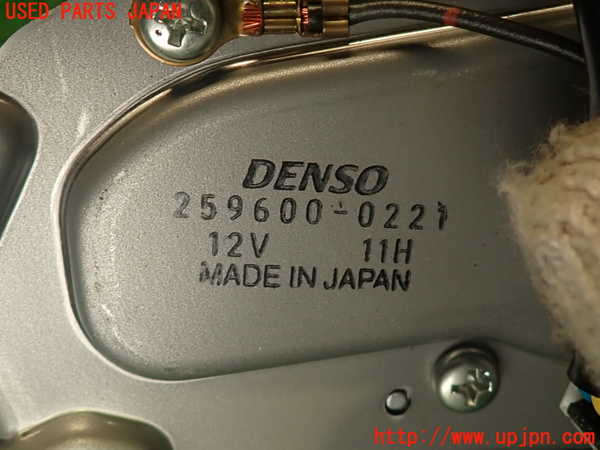 USED PARTS JAPAN
DENSO
259600-0221
12V 11H
MADE IN JAPAN
http://www.upjpn.com